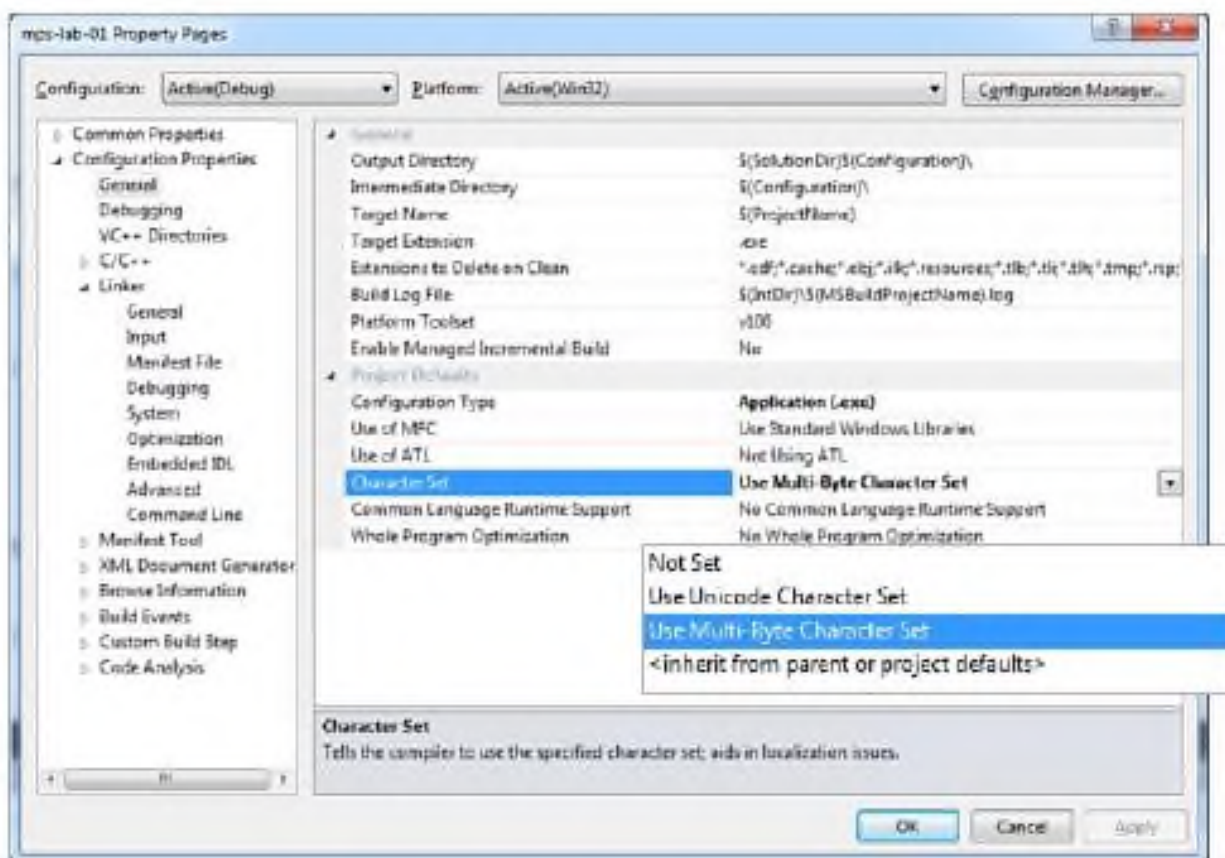 mps-lab-01 Property Pages
Configuration: Active(Debug) Platform: Active(Win32) Configuration Manager...
Common Properties
Configuration Properties
General
Debugging
VC++ Directories
C/C++
Linker
General
Input
Manifest File
Debugging
System
Optimization
Embedded IDL
Advanced
Command Line
Manifest Tool
XML Document Generator
Browse Information
Build Events
Custom Build Step
Code Analysis
General
Output Directory $(SolutionDir)$(Configuration)\
Intermediate Directory $(Configuration)\
Target Name $(ProjectName)
Target Extension .exe
Extensions to Delete on Clean
Build Log File $(IntDir)\$(MSBuildProjectName).log
Platform Toolset v100
Enable Managed Incremental Build No
Project Defaults
Configuration Type Application (.exe)
Use of MFC Use Standard Windows Libraries
Use of ATL Not Using ATL
Character Set Use Multi-Byte Character Set
Common Language Runtime Support No Common Language Runtime Support
Whole Program Optimization No Whole Program Optimization
Not Set
Use Unicode Character Set
Use Multi-Byte Character Set
<inherit from parent or project defaults>
Character Set
Tells the compiler to use the specified character set; aids in localization issues.
OK Cancel Apply